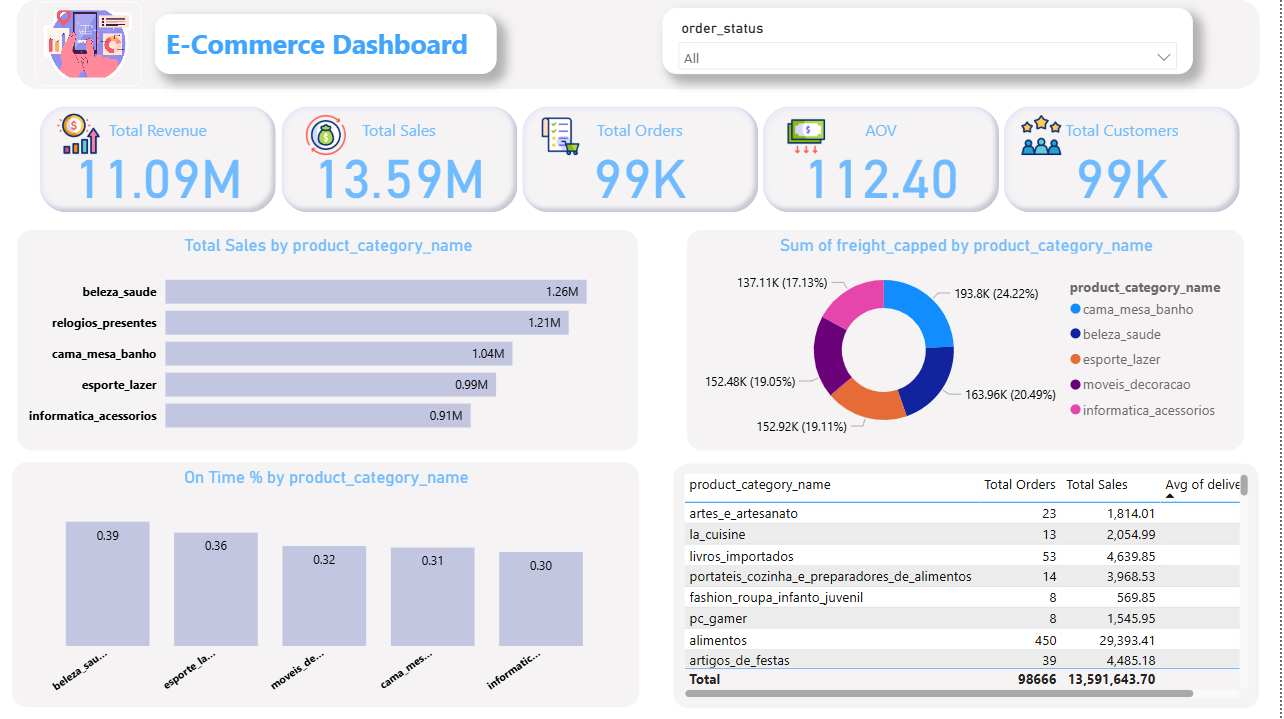 E-Commerce Dashboard
order_status
All
Total Revenue
11.09M
Total Sales
13.59M
Total Orders
99K
AOV
112.40
Total Customers
99K
Total Sales by product_category_name
beleza_saude 1.26M
relogios_presentes 1.21M
cama_mesa_banho 1.04M
esporte_lazer 0.99M
informatica_acessorios 0.91M
Sum of freight_capped by product_category_name
137.11K (17.13%)
193.8K (24.22%)
152.48K (19.05%)
163.96K (20.49%)
152.92K (19.11%)
product_category_name
cama_mesa_banho
beleza_saude
esporte_lazer
moveis_decoracao
informatica_acessorios
On Time % by product_category_name
0.39 0.36 0.32 0.31 0.30
beleza_sau... esporte_la... moveis_de... cama_mes... informatic...
product_category_name Total Orders Total Sales Avg of delive
artes_e_artesanato 23 1,814.01
la_cuisine 13 2,054.99
livros_importados 53 4,639.85
portateis_cozinha_e_preparadores_de_alimentos 14 3,968.53
fashion_roupa_infanto_juvenil 8 569.85
pc_gamer 8 1,545.95
alimentos 450 29,393.41
artigos_de_festas 39 4,485.18
Total 98666 13,591,643.70